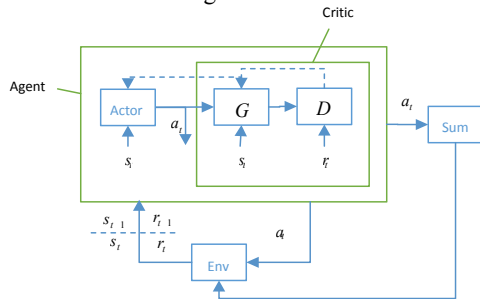 Critic
Agent
Actor
G
D
a_t
Sum
a_t
s_t
s_t
r_t
s_{t 1} r_{t 1}
s_t r_t
a_t
Env